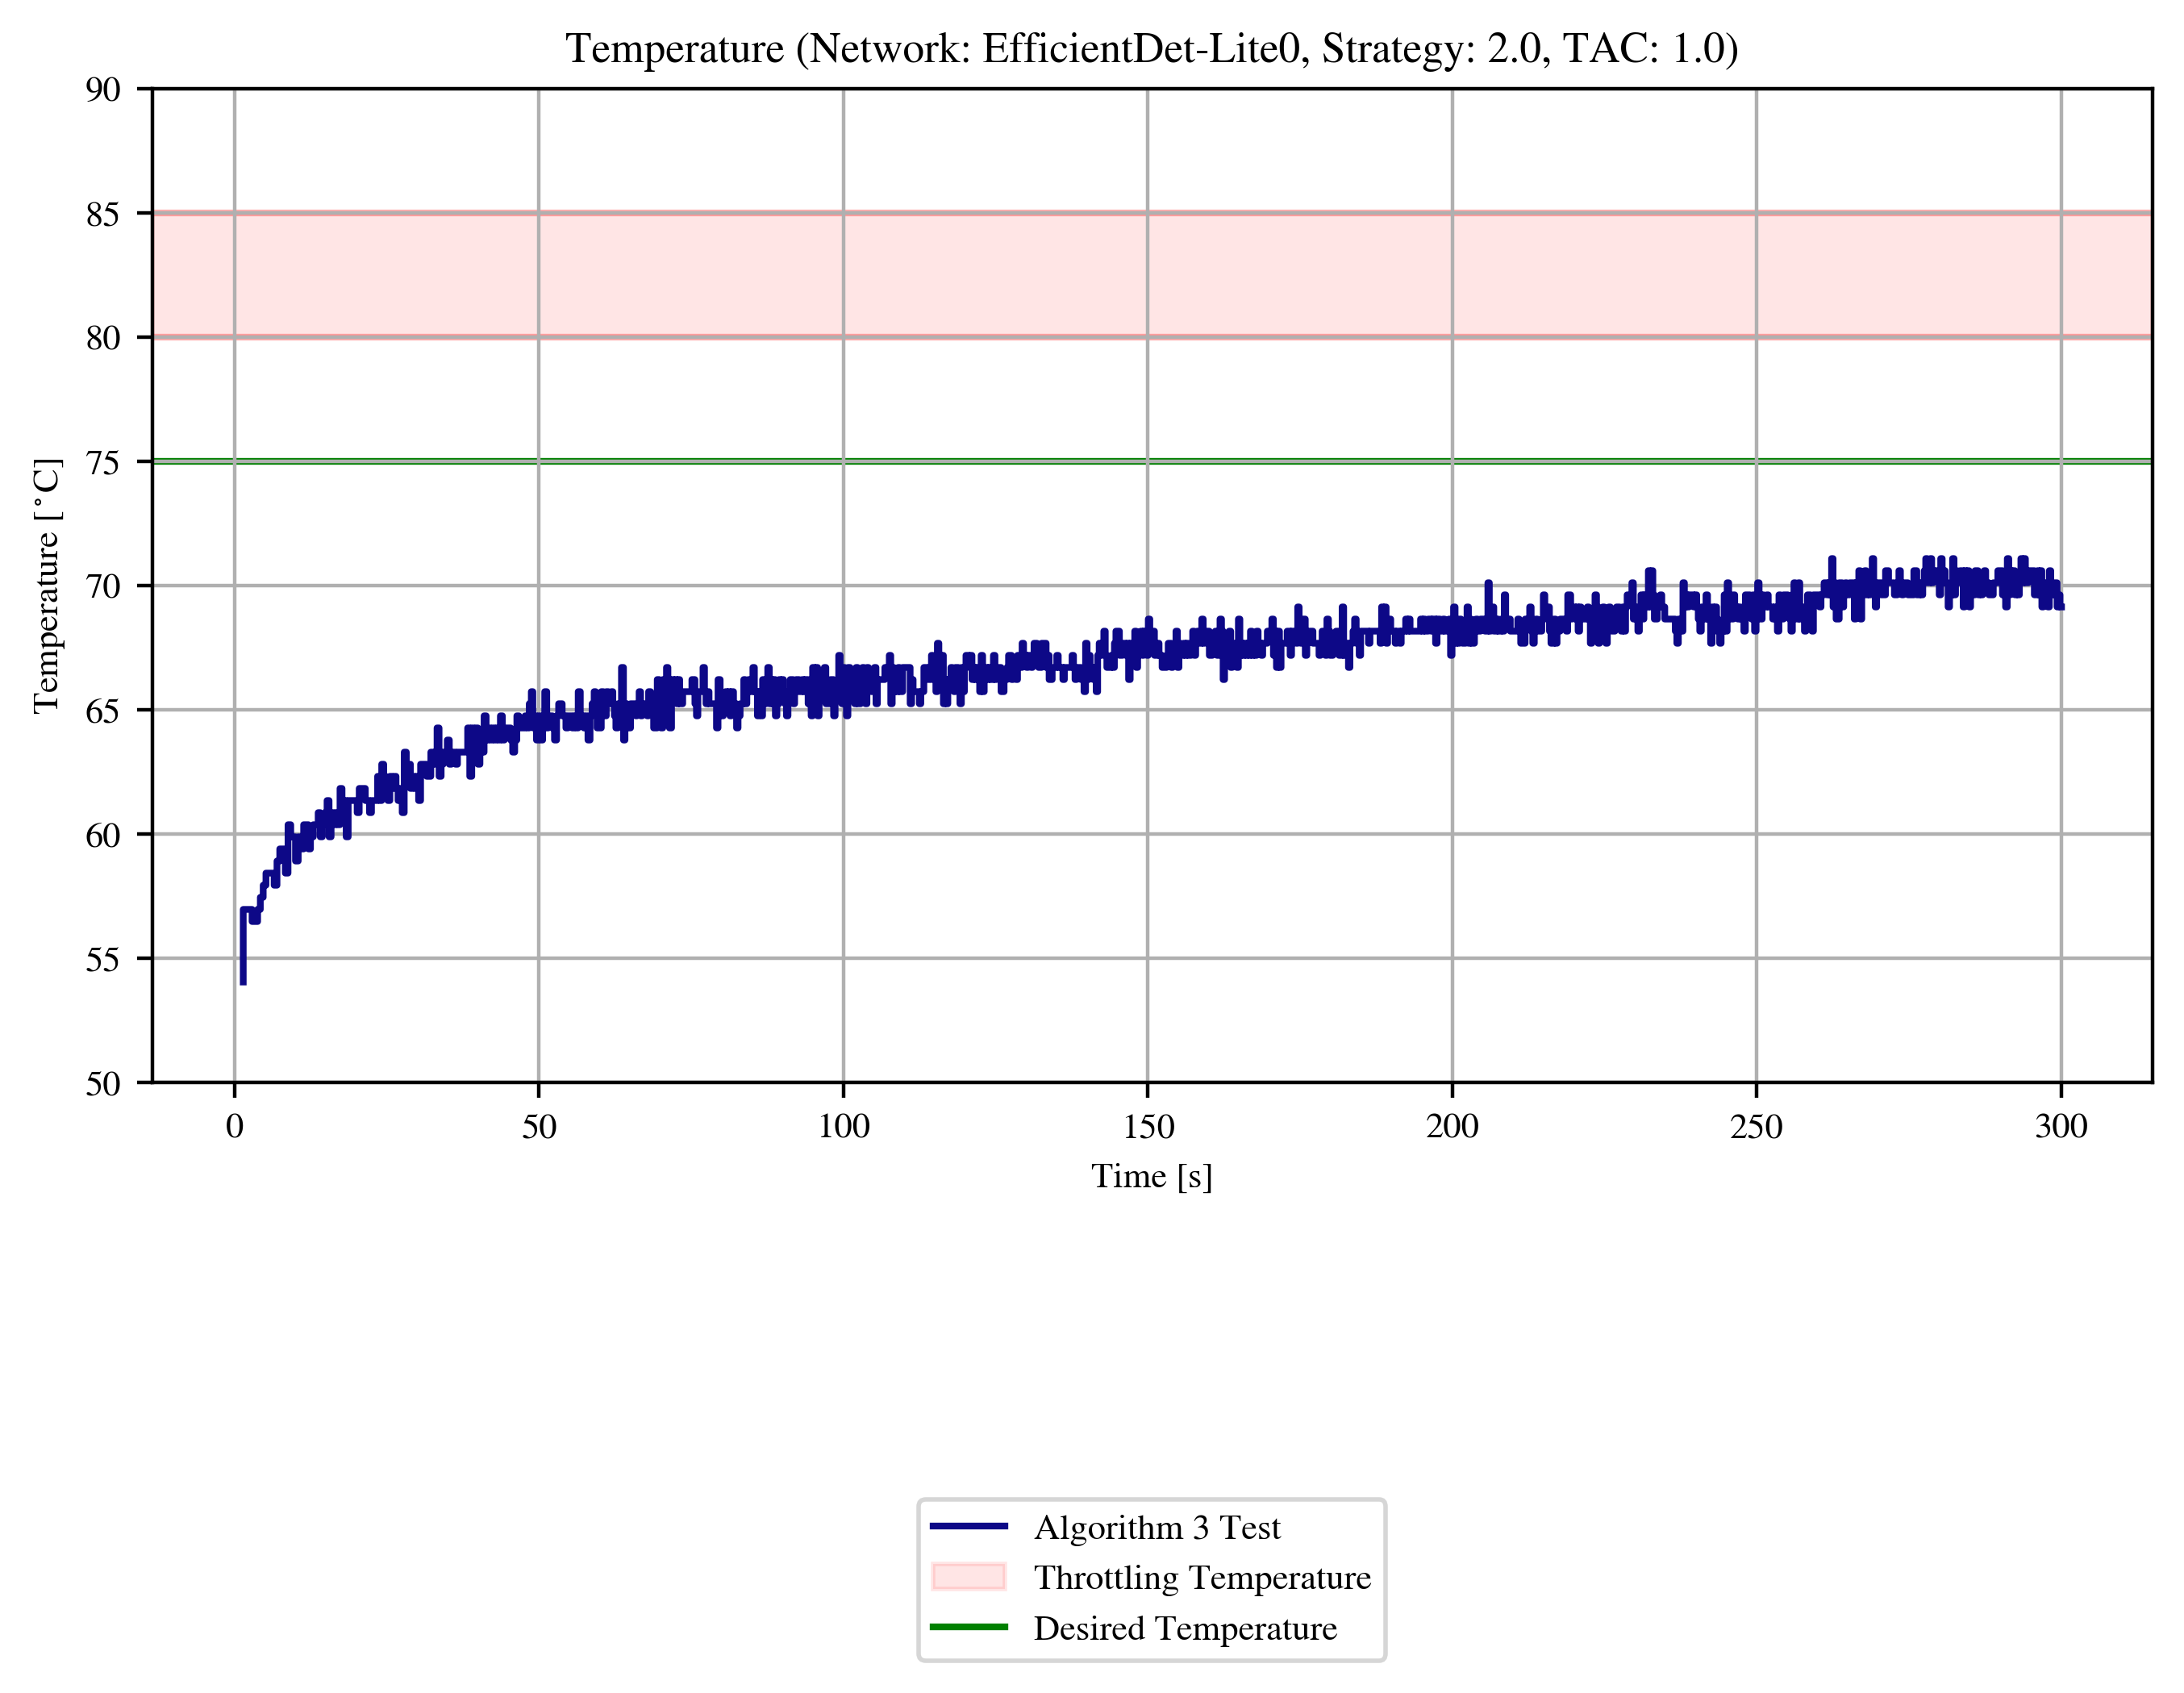 Temperature (Network: EfficientDet-Lite0, Strategy: 2.0, TAC: 1.0)
90
85
80
75
70
65
60
55
50
Temperature [°C]
0 50 100 150 200 250 300
Time [s]
Algorithm 3 Test
Throttling Temperature
Desired Temperature